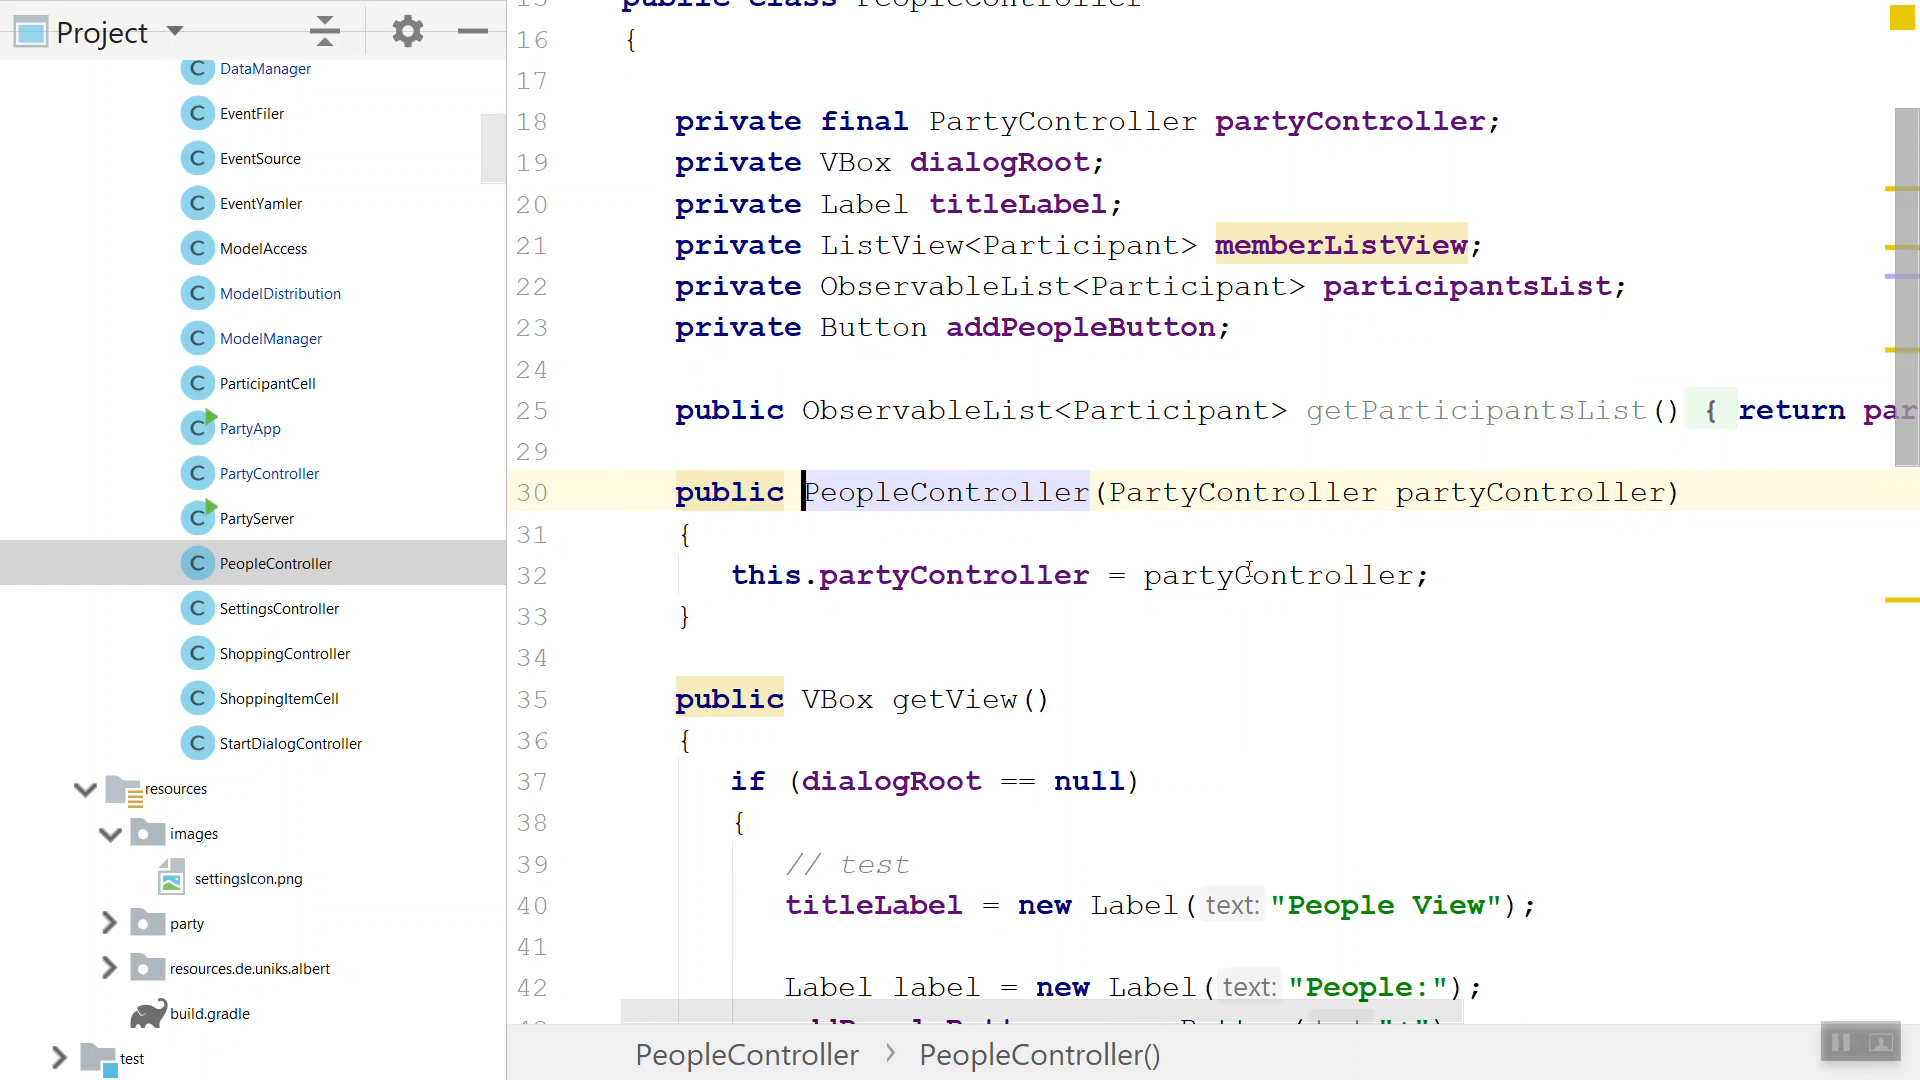 Project
DataManager
EventFiler
EventSource
EventYamler
ModelAccess
ModelDistribution
ModelManager
ParticipantCell
PartyApp
PartyController
PartyServer
PeopleController
SettingsController
ShoppingController
ShoppingItemCell
StartDialogController
resources
images
settingsIcon.png
party
resources.de.uniks.albert
build.gradle
test
15 public class PeopleController
16 {
17
18 private final PartyController partyController;
19 private VBox dialogRoot;
20 private Label titleLabel;
21 private ListView<Participant> memberListView;
22 private ObservableList<Participant> participantsList;
23 private Button addPeopleButton;
24
25 public ObservableList<Participant> getParticipantsList() { return par
29
30 public PeopleController(PartyController partyController)
31 {
32 this.partyController = partyController;
33 }
34
35 public VBox getView()
36 {
37 if (dialogRoot == null)
38 {
39 // test
40 titleLabel = new Label( text: "People View");
41
42 Label label = new Label( text: "People:");
PeopleController › PeopleController()